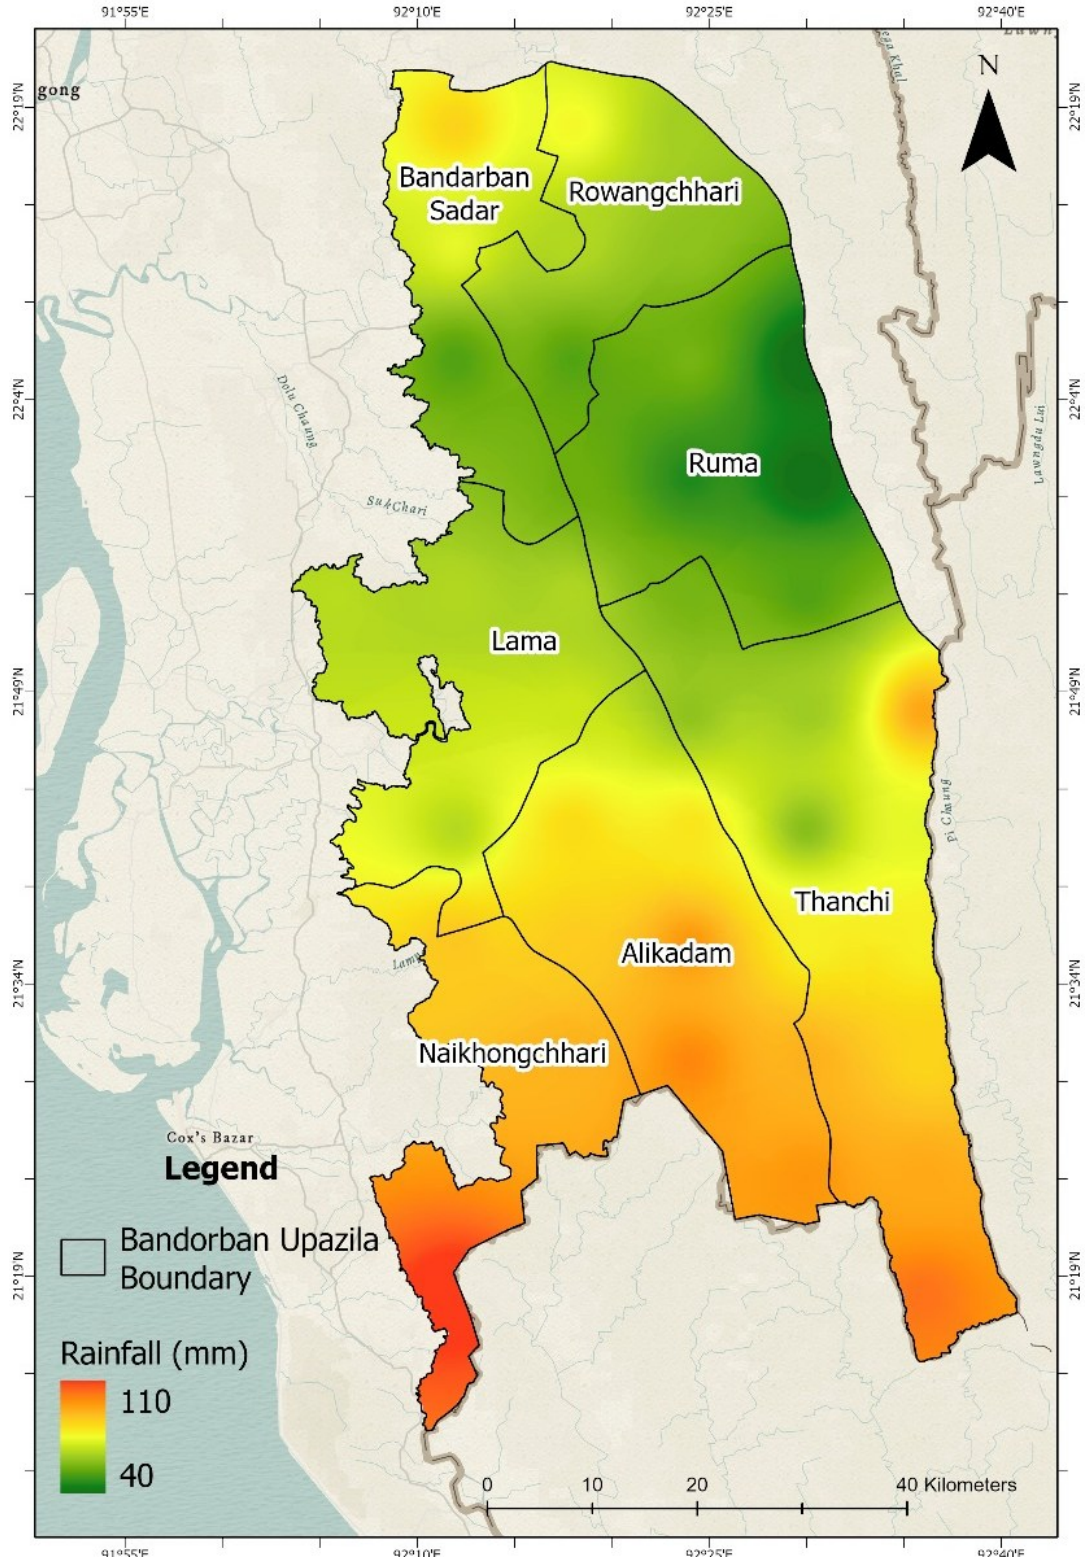 91°55'E 92°10'E 92°25'E 92°40'E
N
gong
22°19'N
22°19'N
Bandarban
Sadar
Rowangchhari
22°4'N
22°4'N
Dolu Chaung
Lawngdu Lui
Ruma
Suk Chari
Lama
21°49'N
21°49'N
Pi Chaung
Thanchi
Alikadam
21°34'N
21°34'N
Naikhongchhari
Cox's Bazar
Legend
Bandorban Upazila
Boundary
21°19'N
21°19'N
Rainfall (mm)
110
40
0 10 20 40 Kilometers
91°55'E 92°10'E 92°25'E 92°40'E